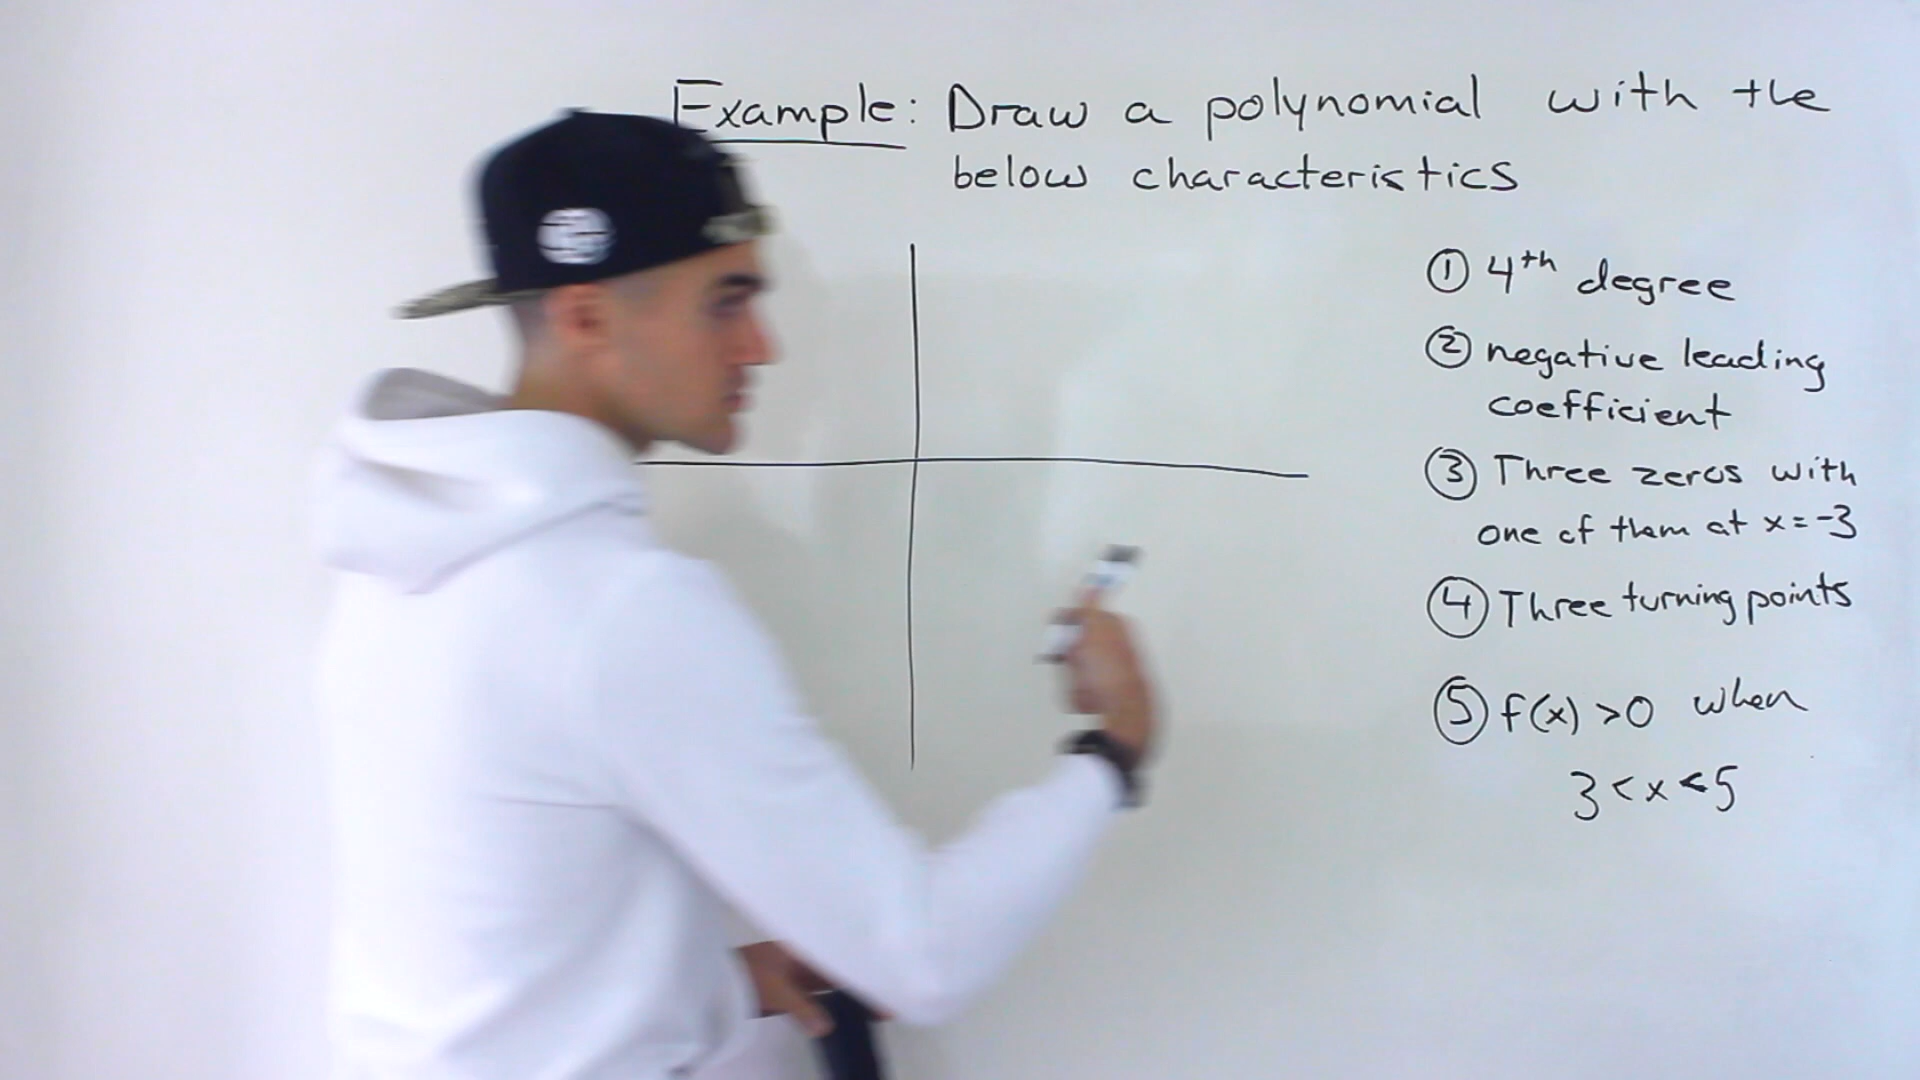 Example: Draw a polynomial with the
below characteristics
① 4th degree
② negative leading
coefficient
③ Three zeros with
one of them at x=-3
④ Three turning points
⑤ f(x) >0 when
3<x<5